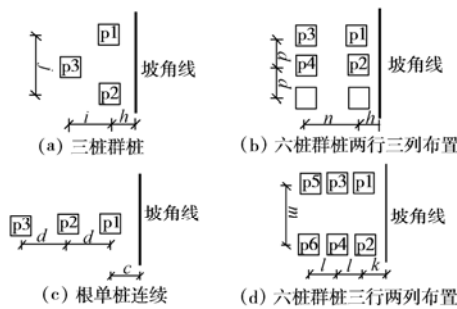 p1
p3
p2
j
i
h
坡角线
(a) 三桩群桩
p3
p1
p4
p2
d
d
n
h
坡角线
(b) 六桩群桩两行三列布置
p3
p2
p1
d
d
c
坡角线
(c) 根单桩连续
p5
p3
p1
p6
p4
p2
m
l
l
k
坡角线
(d) 六桩群桩三行两列布置